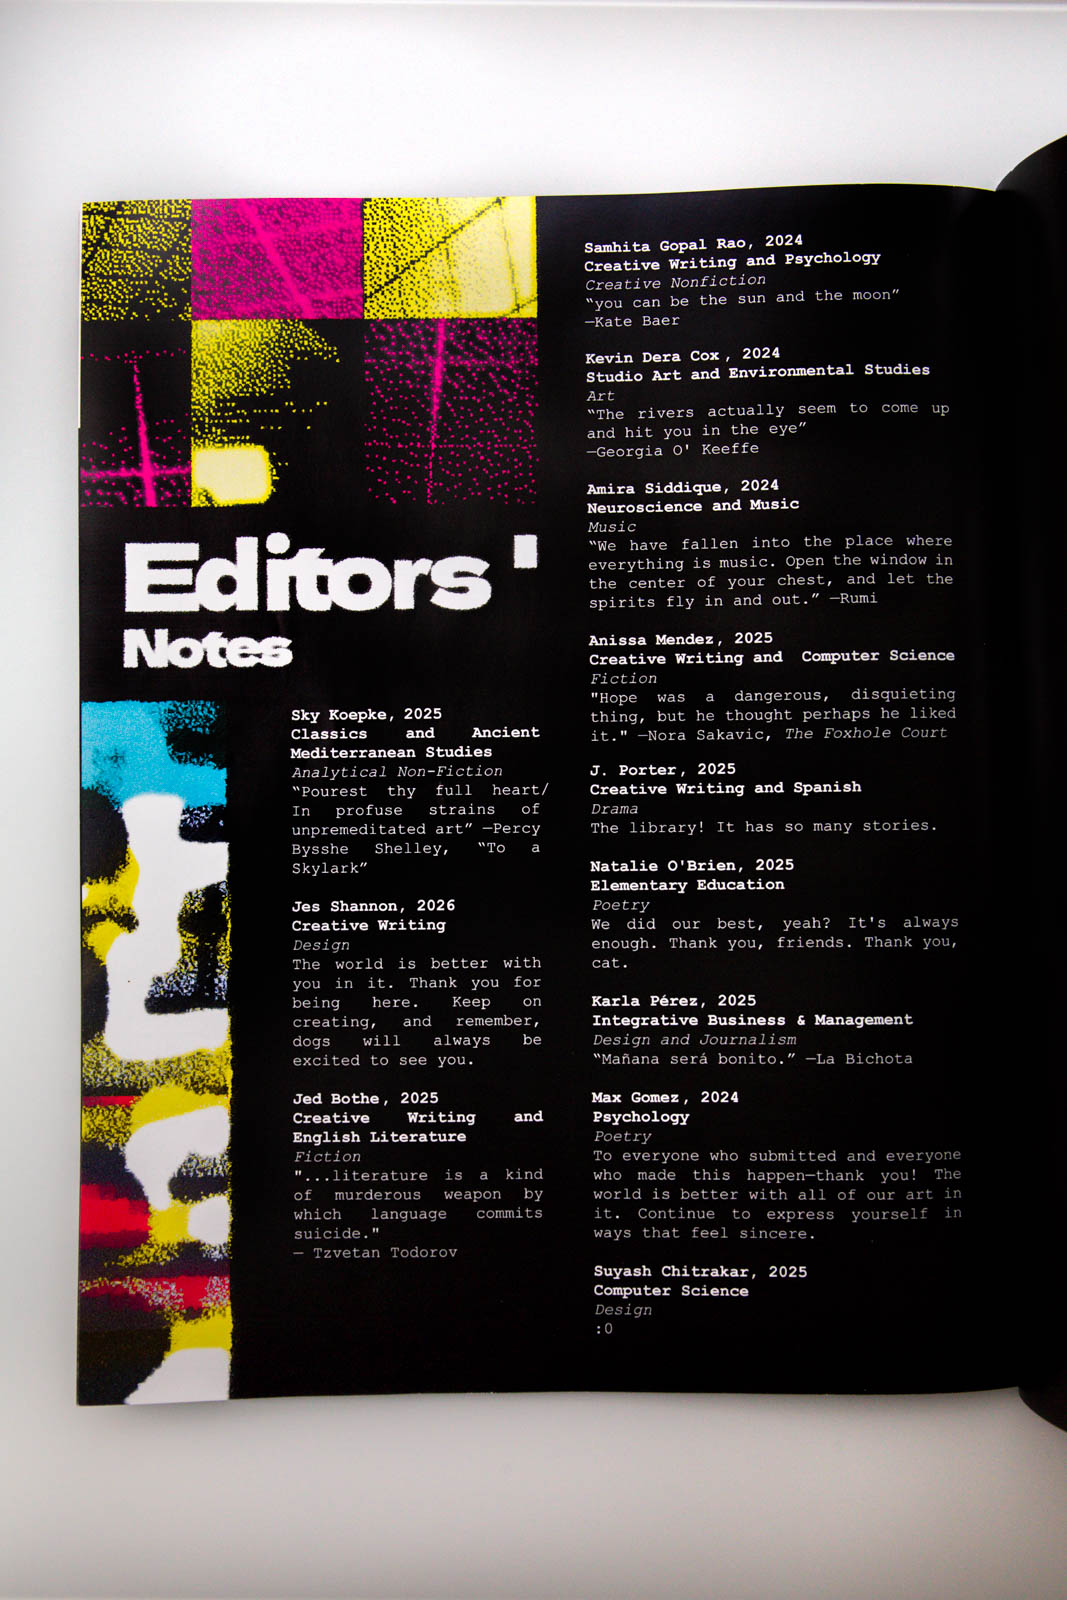 Editors'
Notes
Sky Koepke, 2025
Classics and Ancient
Mediterranean Studies
Analytical Non-Fiction
“Pourest thy full heart/
In profuse strains of
unpremeditated art” —Percy
Bysshe Shelley, “To a
Skylark”
Jes Shannon, 2026
Creative Writing
Design
The world is better with
you in it. Thank you for
being here. Keep on
creating, and remember,
dogs will always be
excited to see you.
Jed Bothe, 2025
Creative Writing and
English Literature
Fiction
"...literature is a kind
of murderous weapon by
which language commits
suicide."
— Tzvetan Todorov
Samhita Gopal Rao, 2024
Creative Writing and Psychology
Creative Nonfiction
“you can be the sun and the moon”
—Kate Baer
Kevin Dera Cox, 2024
Studio Art and Environmental Studies
Art
“The rivers actually seem to come up
and hit you in the eye”
—Georgia O' Keeffe
Amira Siddique, 2024
Neuroscience and Music
Music
“We have fallen into the place where
everything is music. Open the window in
the center of your chest, and let the
spirits fly in and out.” —Rumi
Anissa Mendez, 2025
Creative Writing and Computer Science
Fiction
"Hope was a dangerous, disquieting
thing, but he thought perhaps he liked
it." —Nora Sakavic, The Foxhole Court
J. Porter, 2025
Creative Writing and Spanish
Drama
The library! It has so many stories.
Natalie O'Brien, 2025
Elementary Education
Poetry
We did our best, yeah? It's always
enough. Thank you, friends. Thank you,
cat.
Karla Pérez, 2025
Integrative Business & Management
Design and Journalism
“Mañana será bonito.” —La Bichota
Max Gomez, 2024
Psychology
Poetry
To everyone who submitted and everyone
who made this happen—thank you! The
world is better with all of our art in
it. Continue to express yourself in
ways that feel sincere.
Suyash Chitrakar, 2025
Computer Science
Design
:0